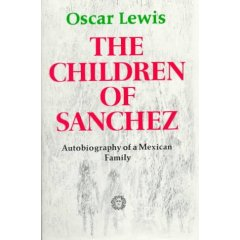 Oscar Lewis
THE
CHILDREN
OF
SANCHEZ
Autobiography of a Mexican
Family